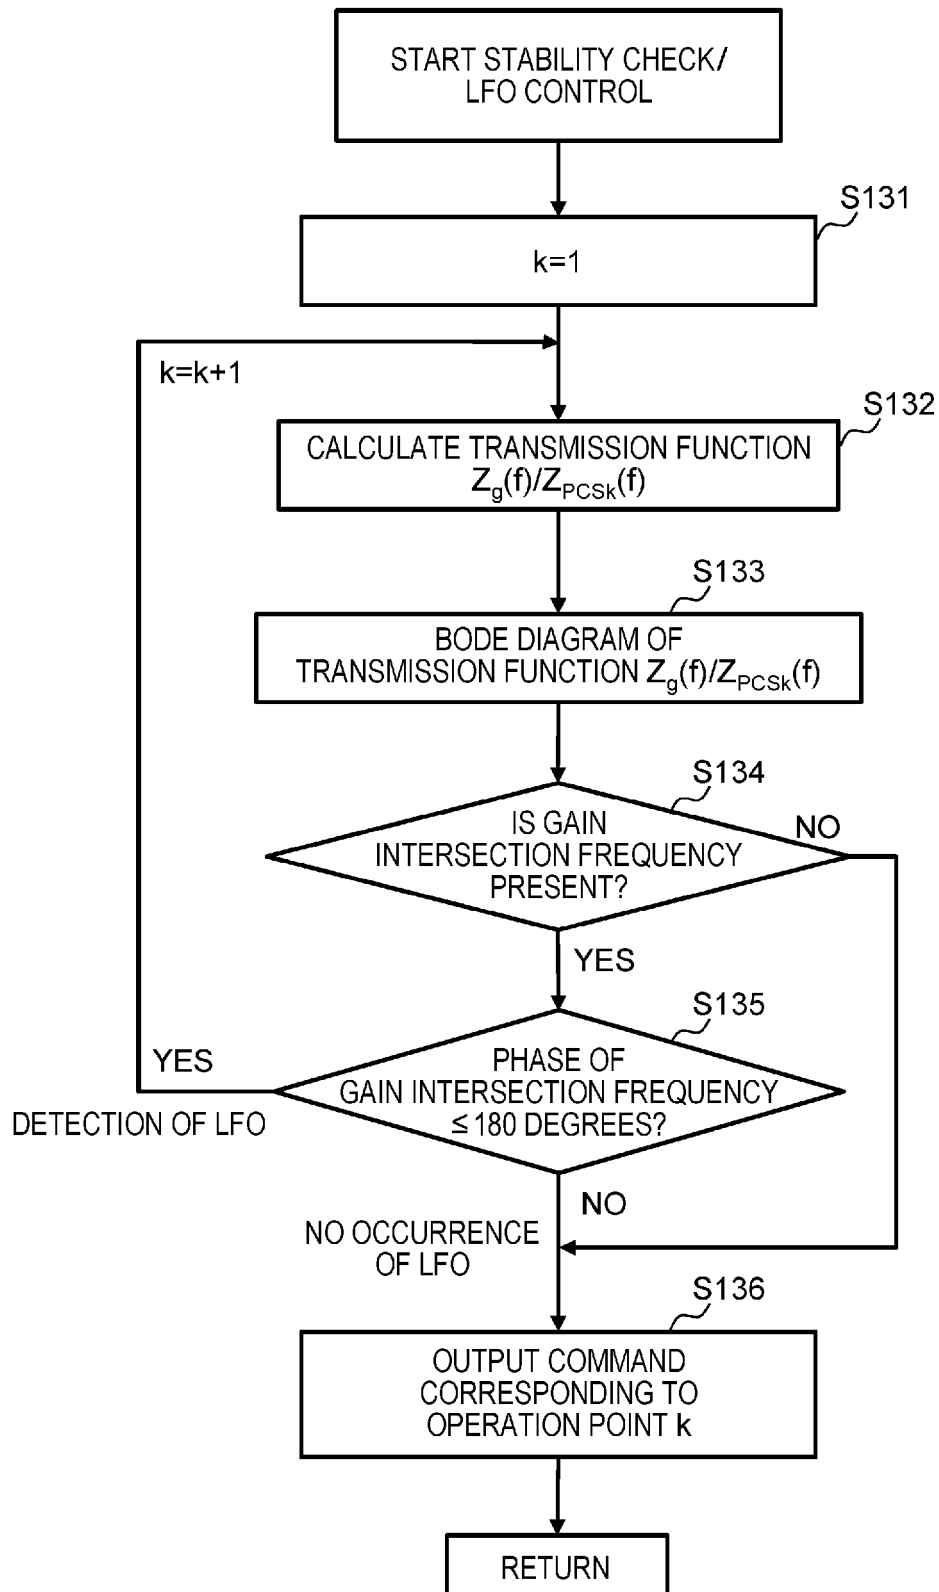 START STABILITY CHECK/
LFO CONTROL
S131
k=1
k=k+1
S132
CALCULATE TRANSMISSION FUNCTION
Zg(f)/ZPCSk(f)
S133
BODE DIAGRAM OF
TRANSMISSION FUNCTION Zg(f)/ZPCSk(f)
S134
IS GAIN
INTERSECTION FREQUENCY
PRESENT?
NO
YES
S135
PHASE OF
GAIN INTERSECTION FREQUENCY
≤ 180 DEGREES?
YES
DETECTION OF LFO
NO
NO OCCURRENCE
OF LFO
S136
OUTPUT COMMAND
CORRESPONDING TO
OPERATION POINT k
RETURN